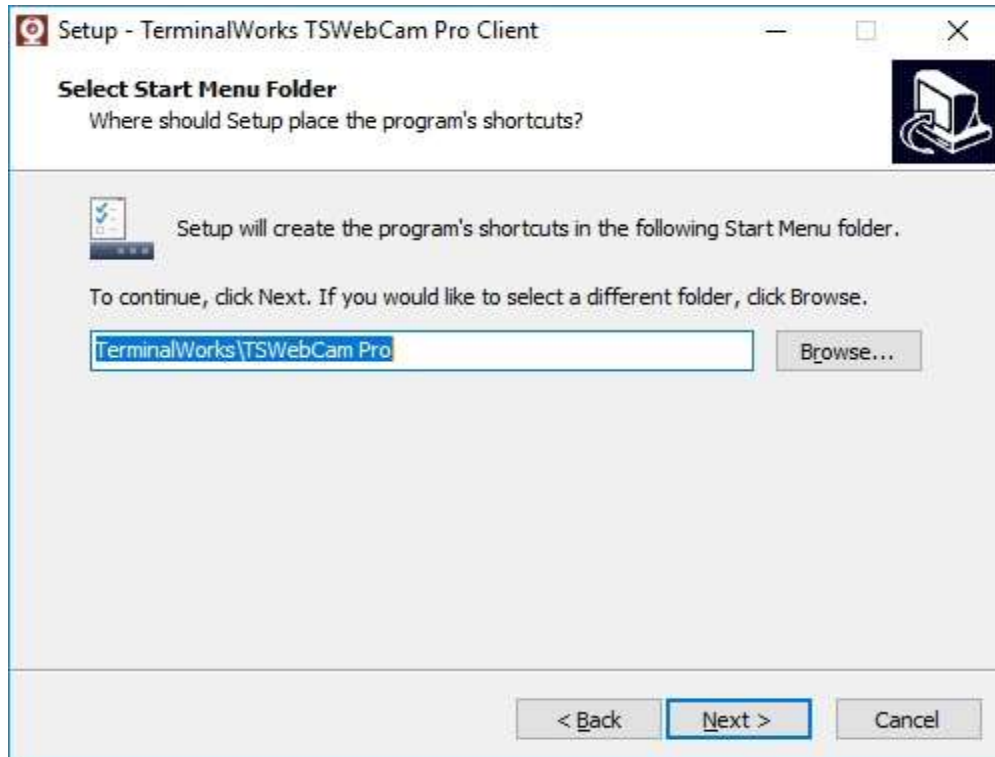 Setup - TerminalWorks TSWebCam Pro Client
Select Start Menu Folder
Where should Setup place the program's shortcuts?
Setup will create the program's shortcuts in the following Start Menu folder.
To continue, click Next. If you would like to select a different folder, click Browse.
TerminalWorks\TSWebCam Pro
Browse...
< Back
Next >
Cancel